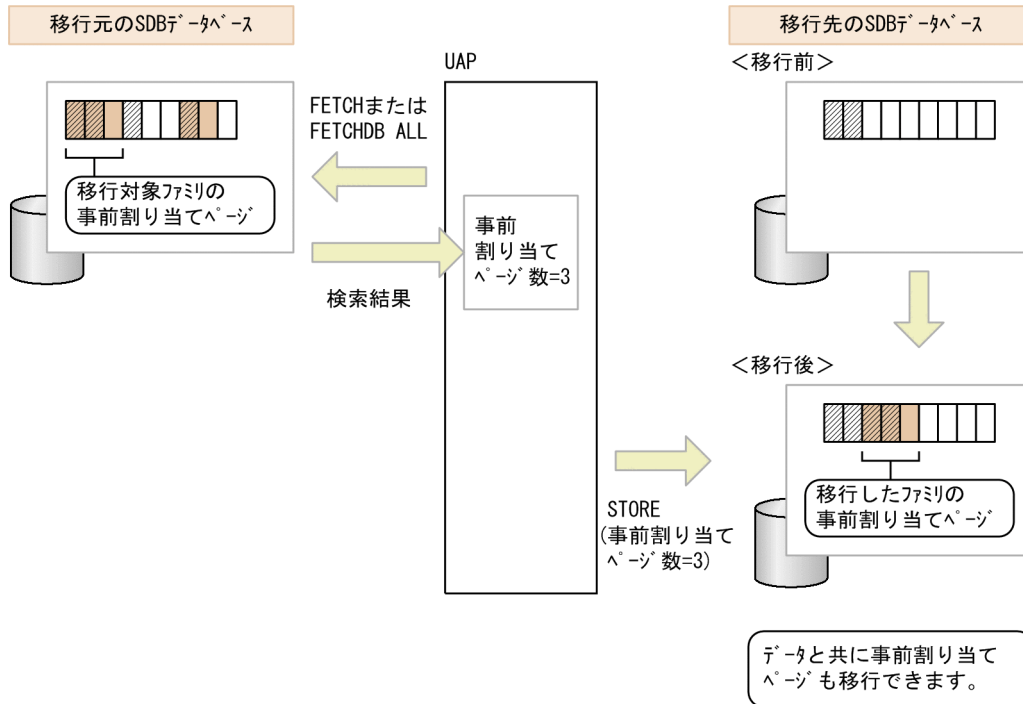 移行元のSDBﾃﾞｰﾀﾍﾞｰｽ
移行先のSDBﾃﾞｰﾀﾍﾞｰｽ
UAP
＜移行前＞
FETCHまたは
FETCHDB ALL
移行対象ﾌｧﾐﾘの
事前割り当てﾍﾟｰｼﾞ
事前
割り当て
ﾍﾟｰｼﾞ数=3
検索結果
＜移行後＞
移行したﾌｧﾐﾘの
事前割り当てﾍﾟｰｼﾞ
STORE
(事前割り当て
ﾍﾟｰｼﾞ数=3)
ﾃﾞｰﾀと共に事前割り当て
ﾍﾟｰｼﾞも移行できます。